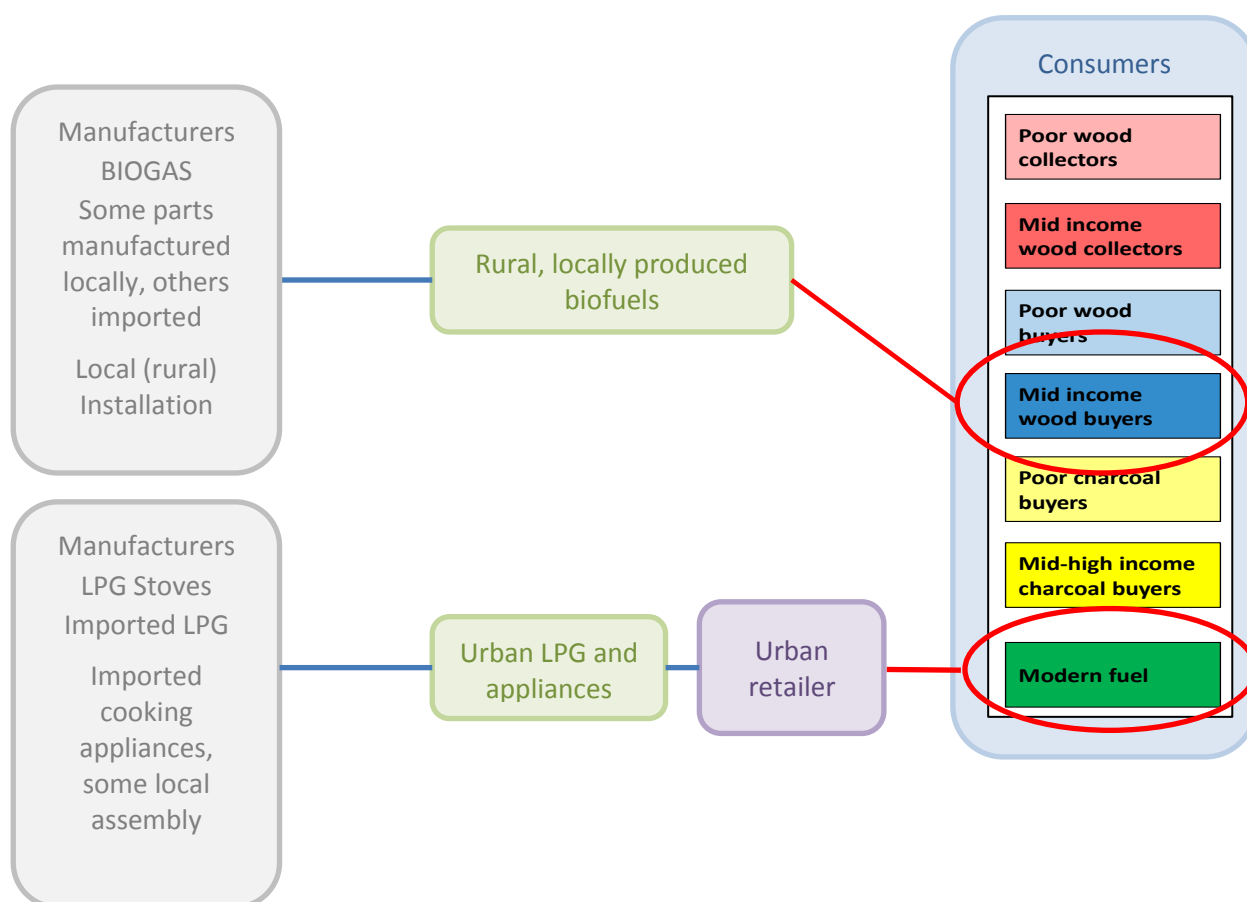 Manufacturers
BIOGAS
Some parts
manufactured
locally, others
imported
Local (rural)
Installation
Rural, locally produced
biofuels
Manufacturers
LPG Stoves
Imported LPG
Imported
cooking
appliances,
some local
assembly
Urban LPG and
appliances
Urban
retailer
Consumers
Poor wood
collectors
Mid income
wood collectors
Poor wood
buyers
Mid income
wood buyers
Poor charcoal
buyers
Mid-high income
charcoal buyers
Modern fuel